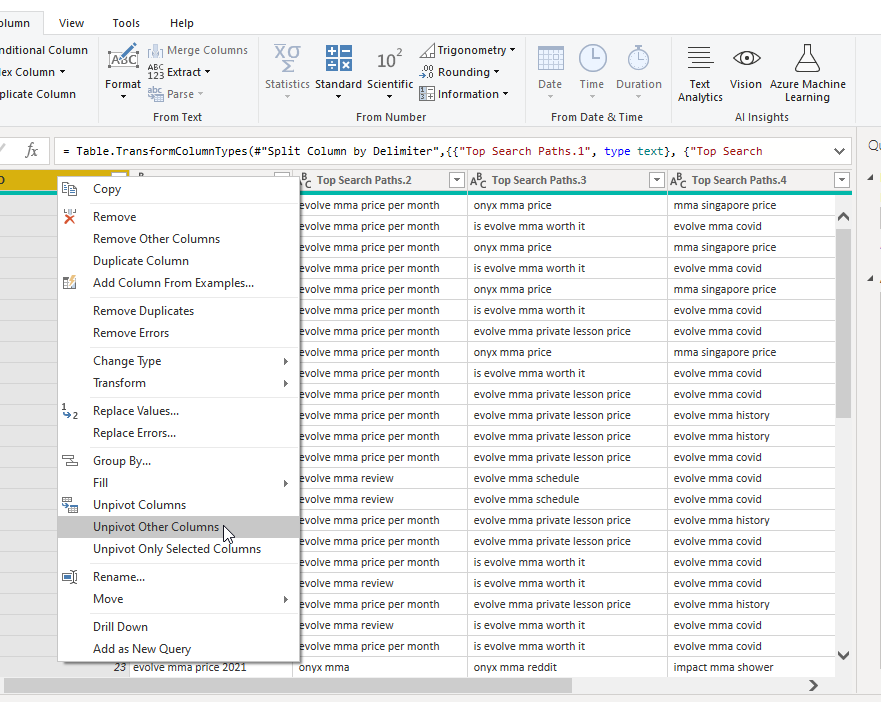 olumn View Tools Help
nditional Column
lex Column
plicate Column
Format
Merge Columns
ABC
123 Extract
Parse
From Text
Statistics Standard Scientific
Trigonometry
Rounding
Information
From Number
Date Time Duration
From Date & Time
Text
Analytics
Vision
Azure Machine
Learning
AI Insights
fx = Table.TransformColumnTypes(#"Split Column by Delimiter",{{"Top Search Paths.1", type text}, {"Top Search
Top Search Paths.2 Top Search Paths.3 Top Search Paths.4
Copy
Remove
Remove Other Columns
Duplicate Column
Add Column From Examples...
Remove Duplicates
Remove Errors
Change Type
Transform
Replace Values...
Replace Errors...
Group By...
Fill
Unpivot Columns
Unpivot Other Columns
Unpivot Only Selected Columns
Rename...
Move
Drill Down
Add as New Query
evolve mma price per month onyx mma price mma singapore price
evolve mma price per month is evolve mma worth it evolve mma covid
evolve mma price per month onyx mma price mma singapore price
evolve mma price per month is evolve mma worth it evolve mma covid
evolve mma price per month onyx mma price mma singapore price
evolve mma price per month is evolve mma worth it evolve mma covid
evolve mma price per month evolve mma private lesson price evolve mma covid
evolve mma price per month onyx mma price mma singapore price
evolve mma price per month is evolve mma worth it evolve mma covid
evolve mma price per month evolve mma private lesson price evolve mma covid
evolve mma price per month evolve mma private lesson price evolve mma history
evolve mma price per month evolve mma private lesson price evolve mma history
evolve mma price per month evolve mma private lesson price evolve mma covid
evolve mma review evolve mma schedule evolve mma covid
evolve mma review evolve mma schedule evolve mma covid
evolve mma price per month evolve mma private lesson price evolve mma history
evolve mma price per month evolve mma private lesson price evolve mma covid
evolve mma price per month is evolve mma worth it evolve mma covid
evolve mma review is evolve mma worth it evolve mma covid
evolve mma price per month evolve mma private lesson price evolve mma history
evolve mma review is evolve mma worth it evolve mma covid
evolve mma price per month is evolve mma worth it evolve mma covid
23 evolve mma price 2021 onyx mma onyx mma reddit impact mma shower